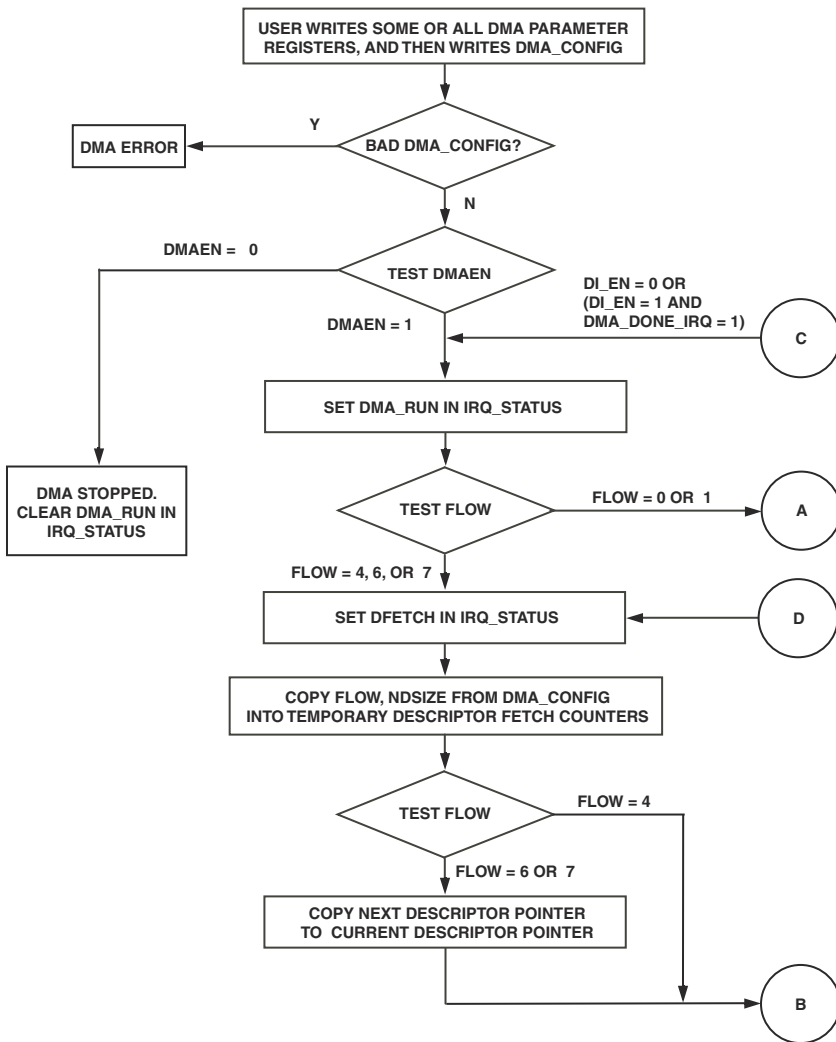 USER WRITES SOME OR ALL DMA PARAMETER
REGISTERS, AND THEN WRITES DMA_CONFIG
Y
DMA ERROR
BAD DMA_CONFIG?
N
DMAEN = 0
TEST DMAEN
DI_EN = 0 OR
(DI_EN = 1 AND
DMA_DONE_IRQ = 1)
C
DMAEN = 1
SET DMA_RUN IN IRQ_STATUS
DMA STOPPED.
CLEAR DMA_RUN IN
IRQ_STATUS
TEST FLOW
FLOW = 0 OR 1
A
FLOW = 4, 6, OR 7
SET DFETCH IN IRQ_STATUS
D
COPY FLOW, NDSIZE FROM DMA_CONFIG
INTO TEMPORARY DESCRIPTOR FETCH COUNTERS
TEST FLOW
FLOW = 4
FLOW = 6 OR 7
COPY NEXT DESCRIPTOR POINTER
TO CURRENT DESCRIPTOR POINTER
B